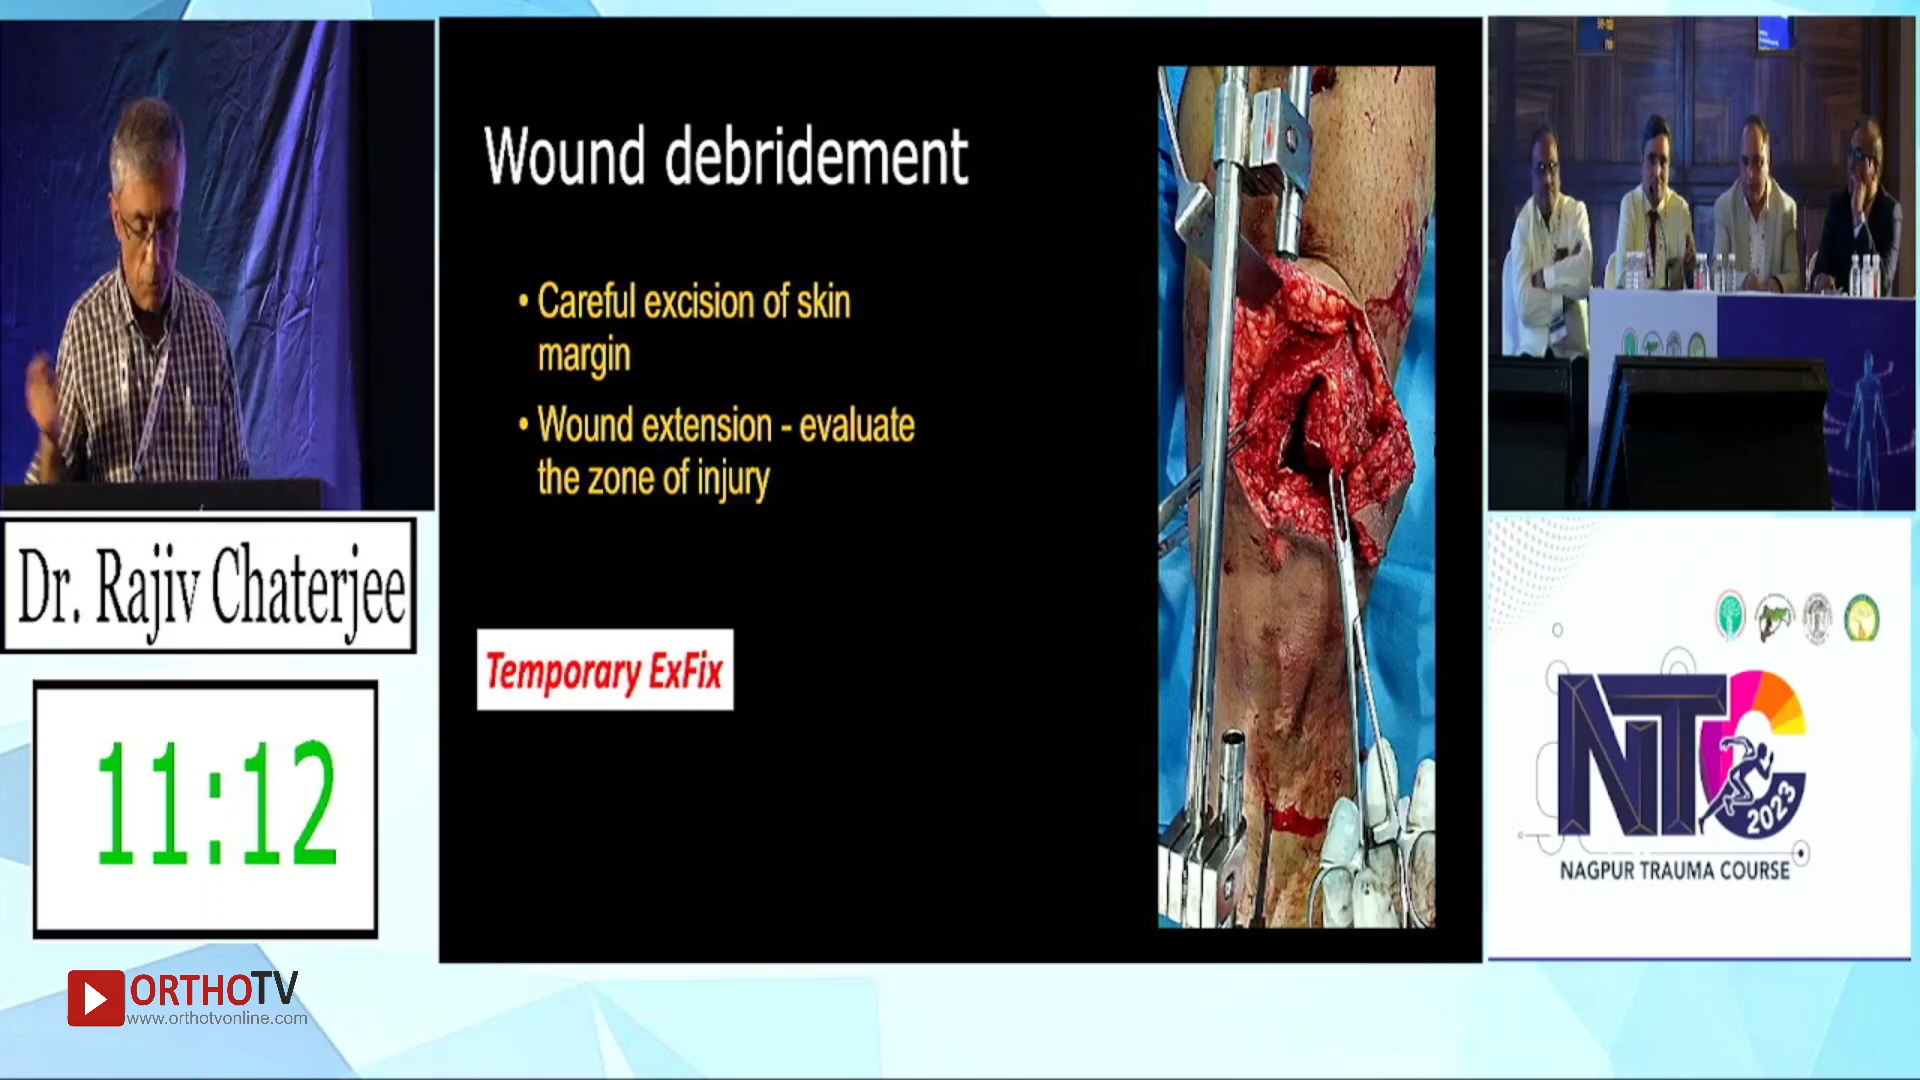 Wound debridement
• Careful excision of skin
margin
• Wound extension - evaluate
the zone of injury
Temporary ExFix
Dr. Rajiv Chaterjee
11:12
ORTHOTV
www.orthotvonline.com
NTC
2023
NAGPUR TRAUMA COURSE